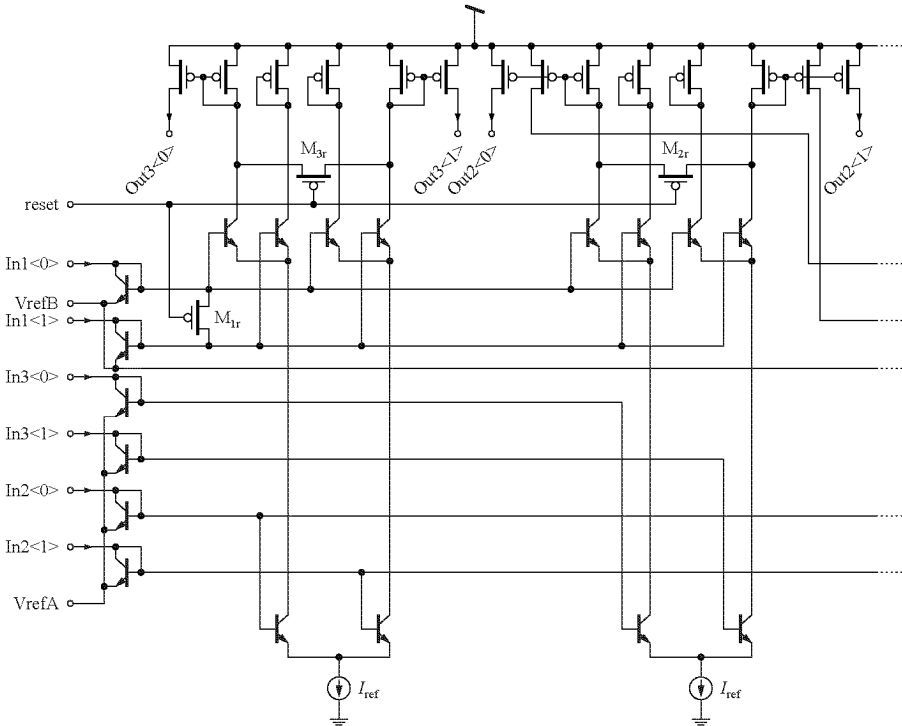 Out3<0>
M3r
Out3<1>
Out2<0>
M2r
Out2<1>
reset
In1<0>
VrefB
M1r
In1<1>
In3<0>
In3<1>
In2<0>
In2<1>
VrefA
Iref
Iref